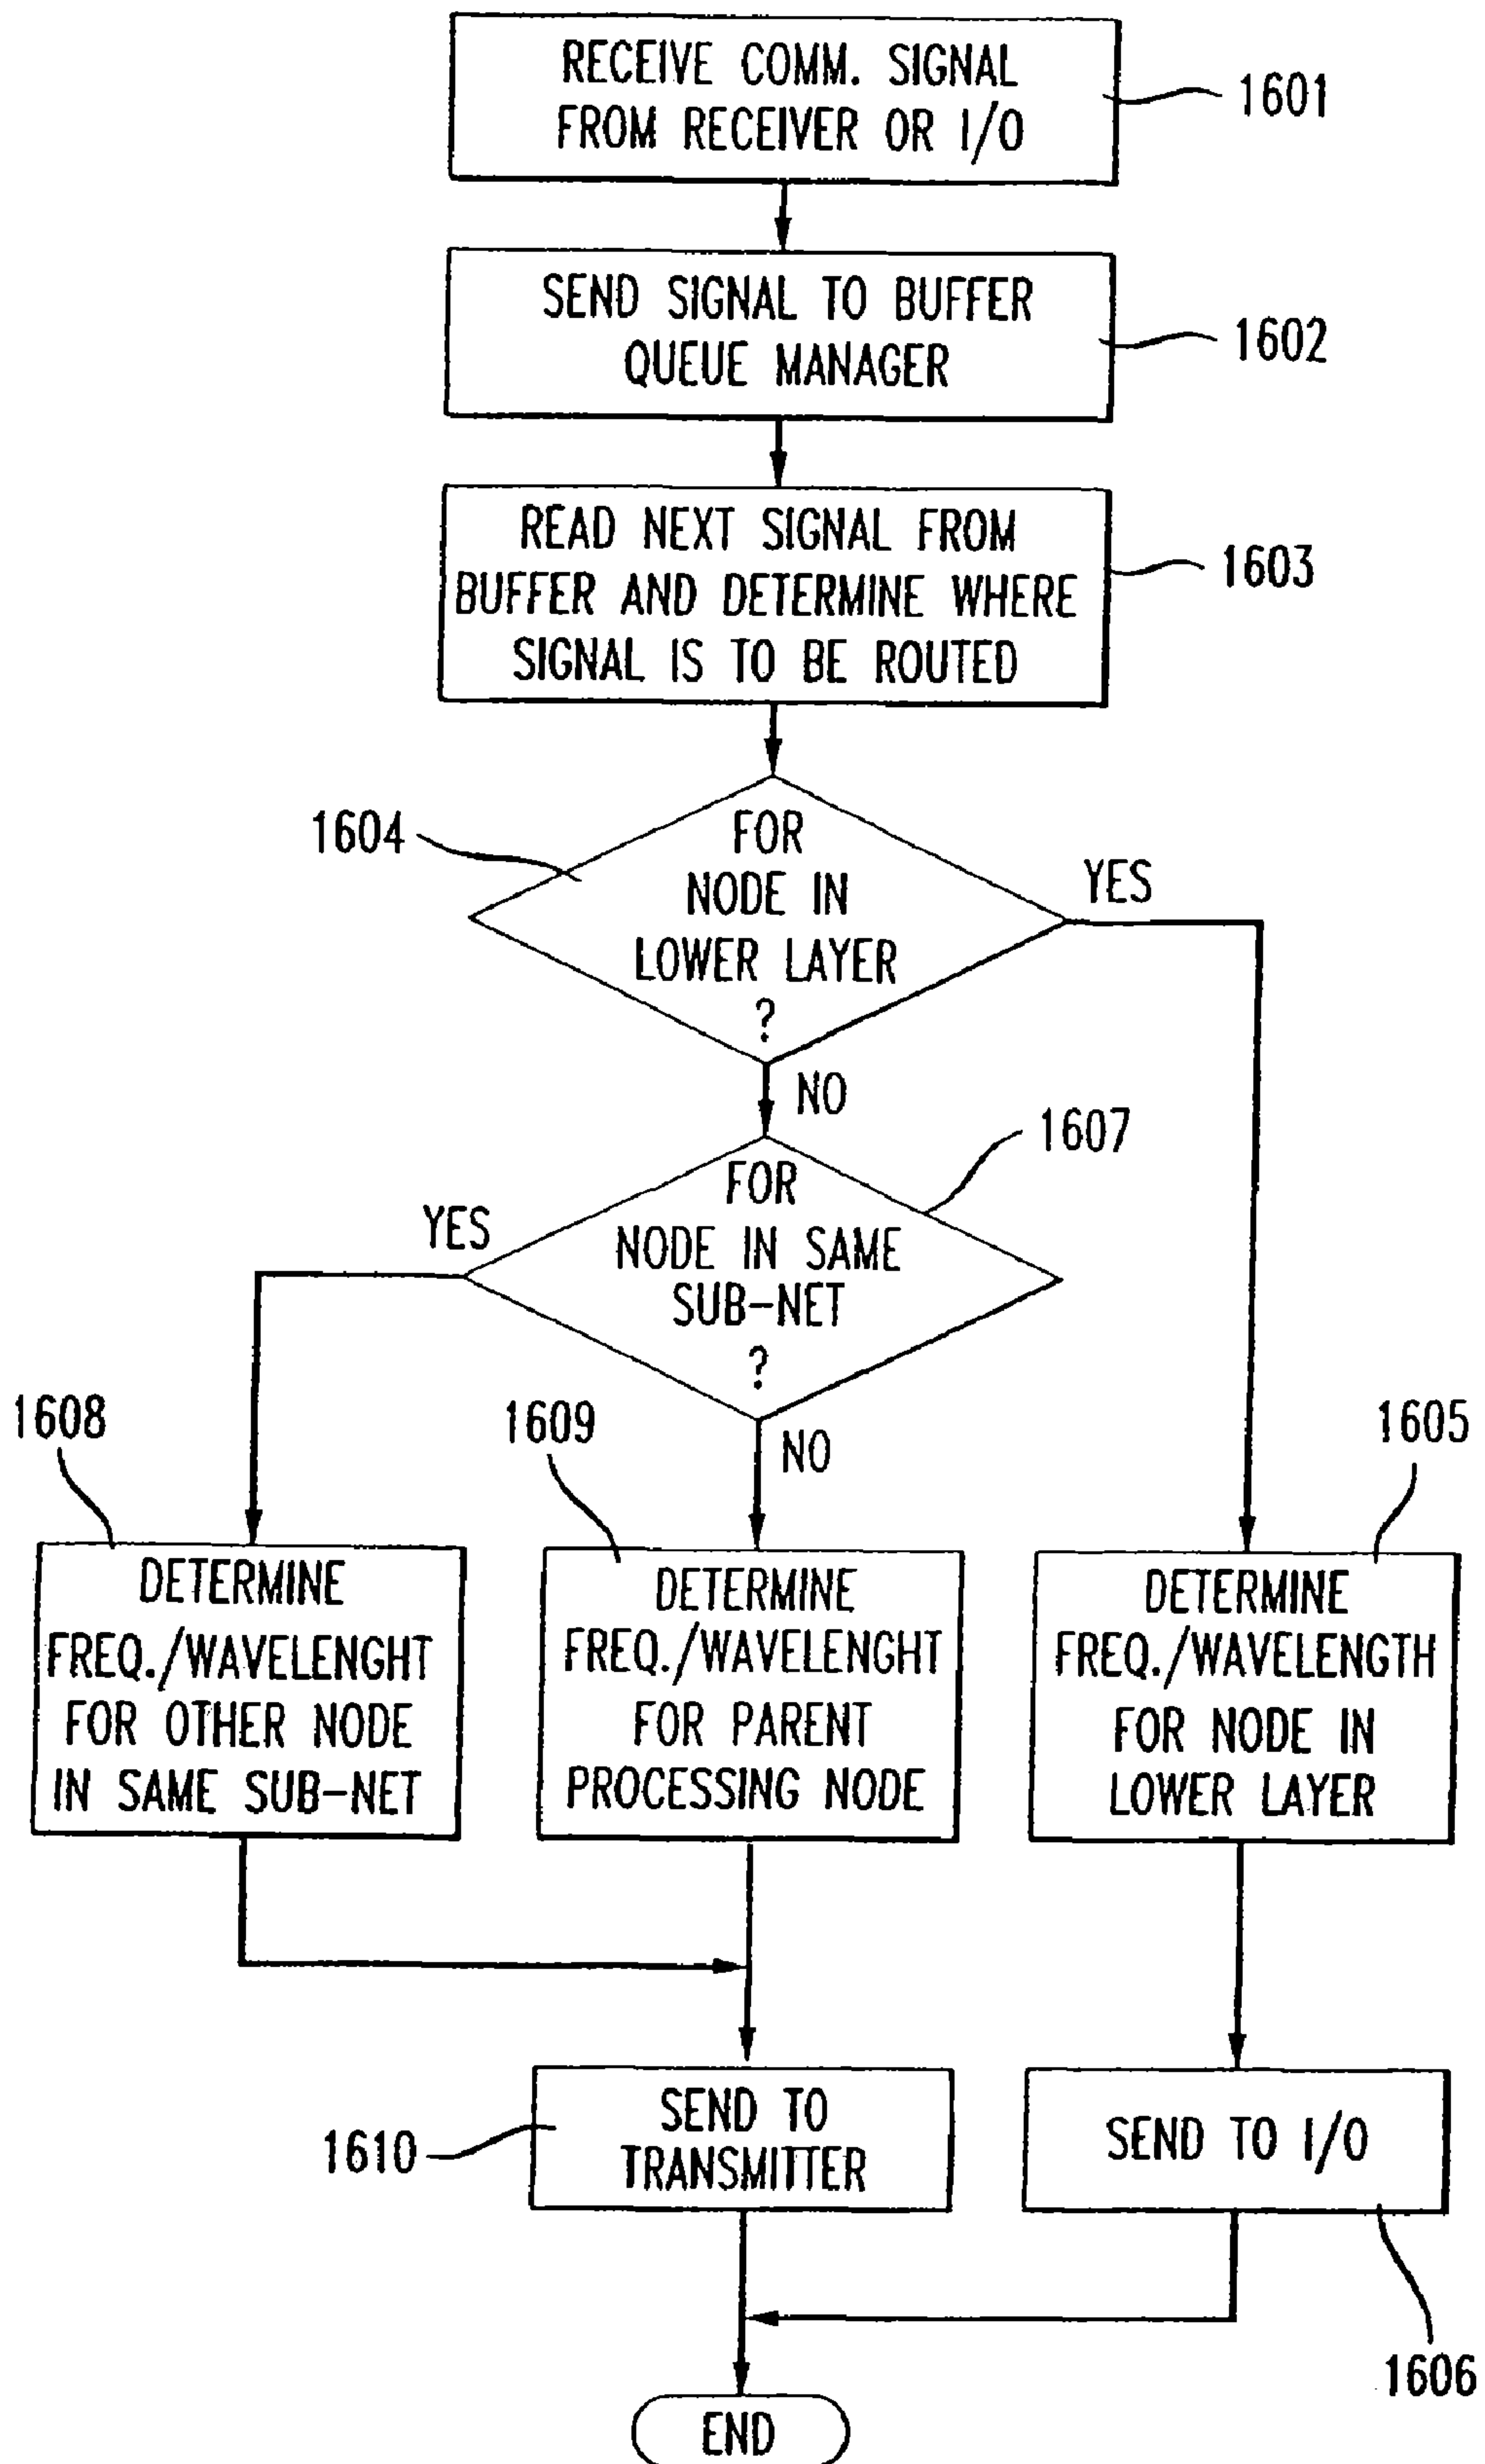 RECEIVE COMM. SIGNAL
FROM RECEIVER OR I/O
1601
SEND SIGNAL TO BUFFER
QUEUE MANAGER
1602
READ NEXT SIGNAL FROM
BUFFER AND DETERMINE WHERE
SIGNAL IS TO BE ROUTED
1603
1604
FOR
NODE IN
LOWER LAYER
?
YES
NO
1607
FOR
NODE IN SAME
SUB-NET
?
YES
NO
1608
DETERMINE
FREQ./WAVELENGHT
FOR OTHER NODE
IN SAME SUB-NET
1609
DETERMINE
FREQ./WAVELENGHT
FOR PARENT
PROCESSING NODE
1605
DETERMINE
FREQ./WAVELENGTH
FOR NODE IN
LOWER LAYER
1610
SEND TO
TRANSMITTER
SEND TO I/O
1606
END